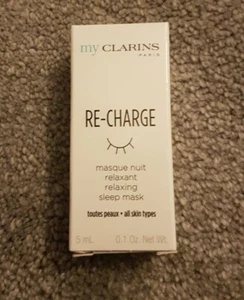 my CLARINS
PARIS
RE-CHARGE
masque nuit
relaxant
relaxing
sleep mask
toutes peaux • all skin types
5 mL 0.1 Oz. Net Wt.